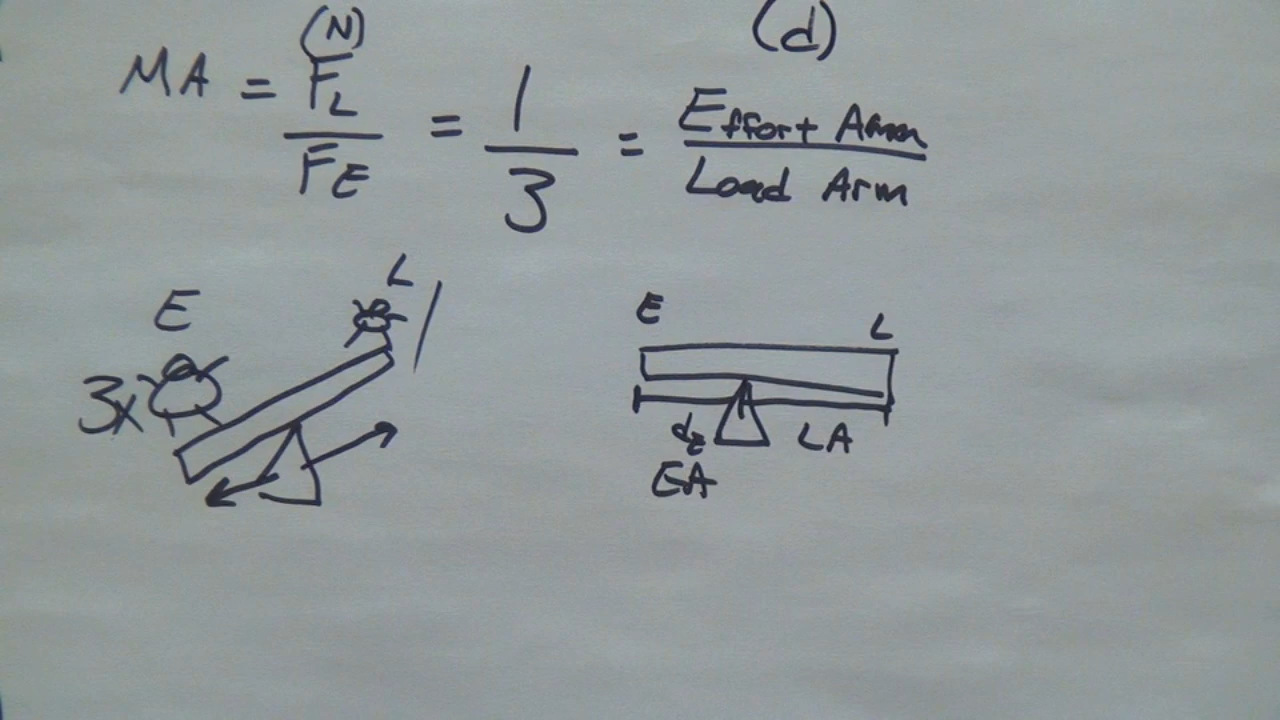 (N) (d)
MA = F_L / F_E = 1 / 3 = Effort Arm / Load Arm
E L
3x
E L
d_E LA
EA